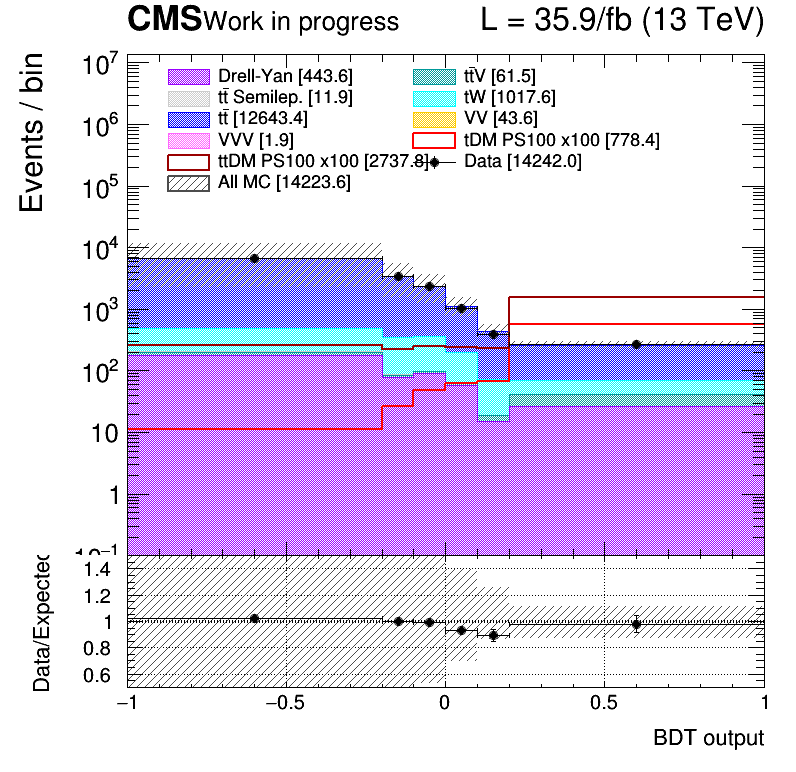 CMS Work in progress L = 35.9/fb (13 TeV)
Events / bin
10⁷
10⁶
10⁵
10⁴
10³
10²
10
1
10⁻¹
Drell-Yan [443.6] tt̄V [61.5]
tt̄ Semilep. [11.9] tW [1017.6]
tt̄ [12643.4] VV [43.6]
VVV [1.9] tDM PS100 x100 [778.4]
ttDM PS100 x100 [2737.8] Data [14242.0]
All MC [14223.6]
Data/Expected
1.4
1.2
1
0.8
0.6
−1 −0.5 0 0.5 1
BDT output